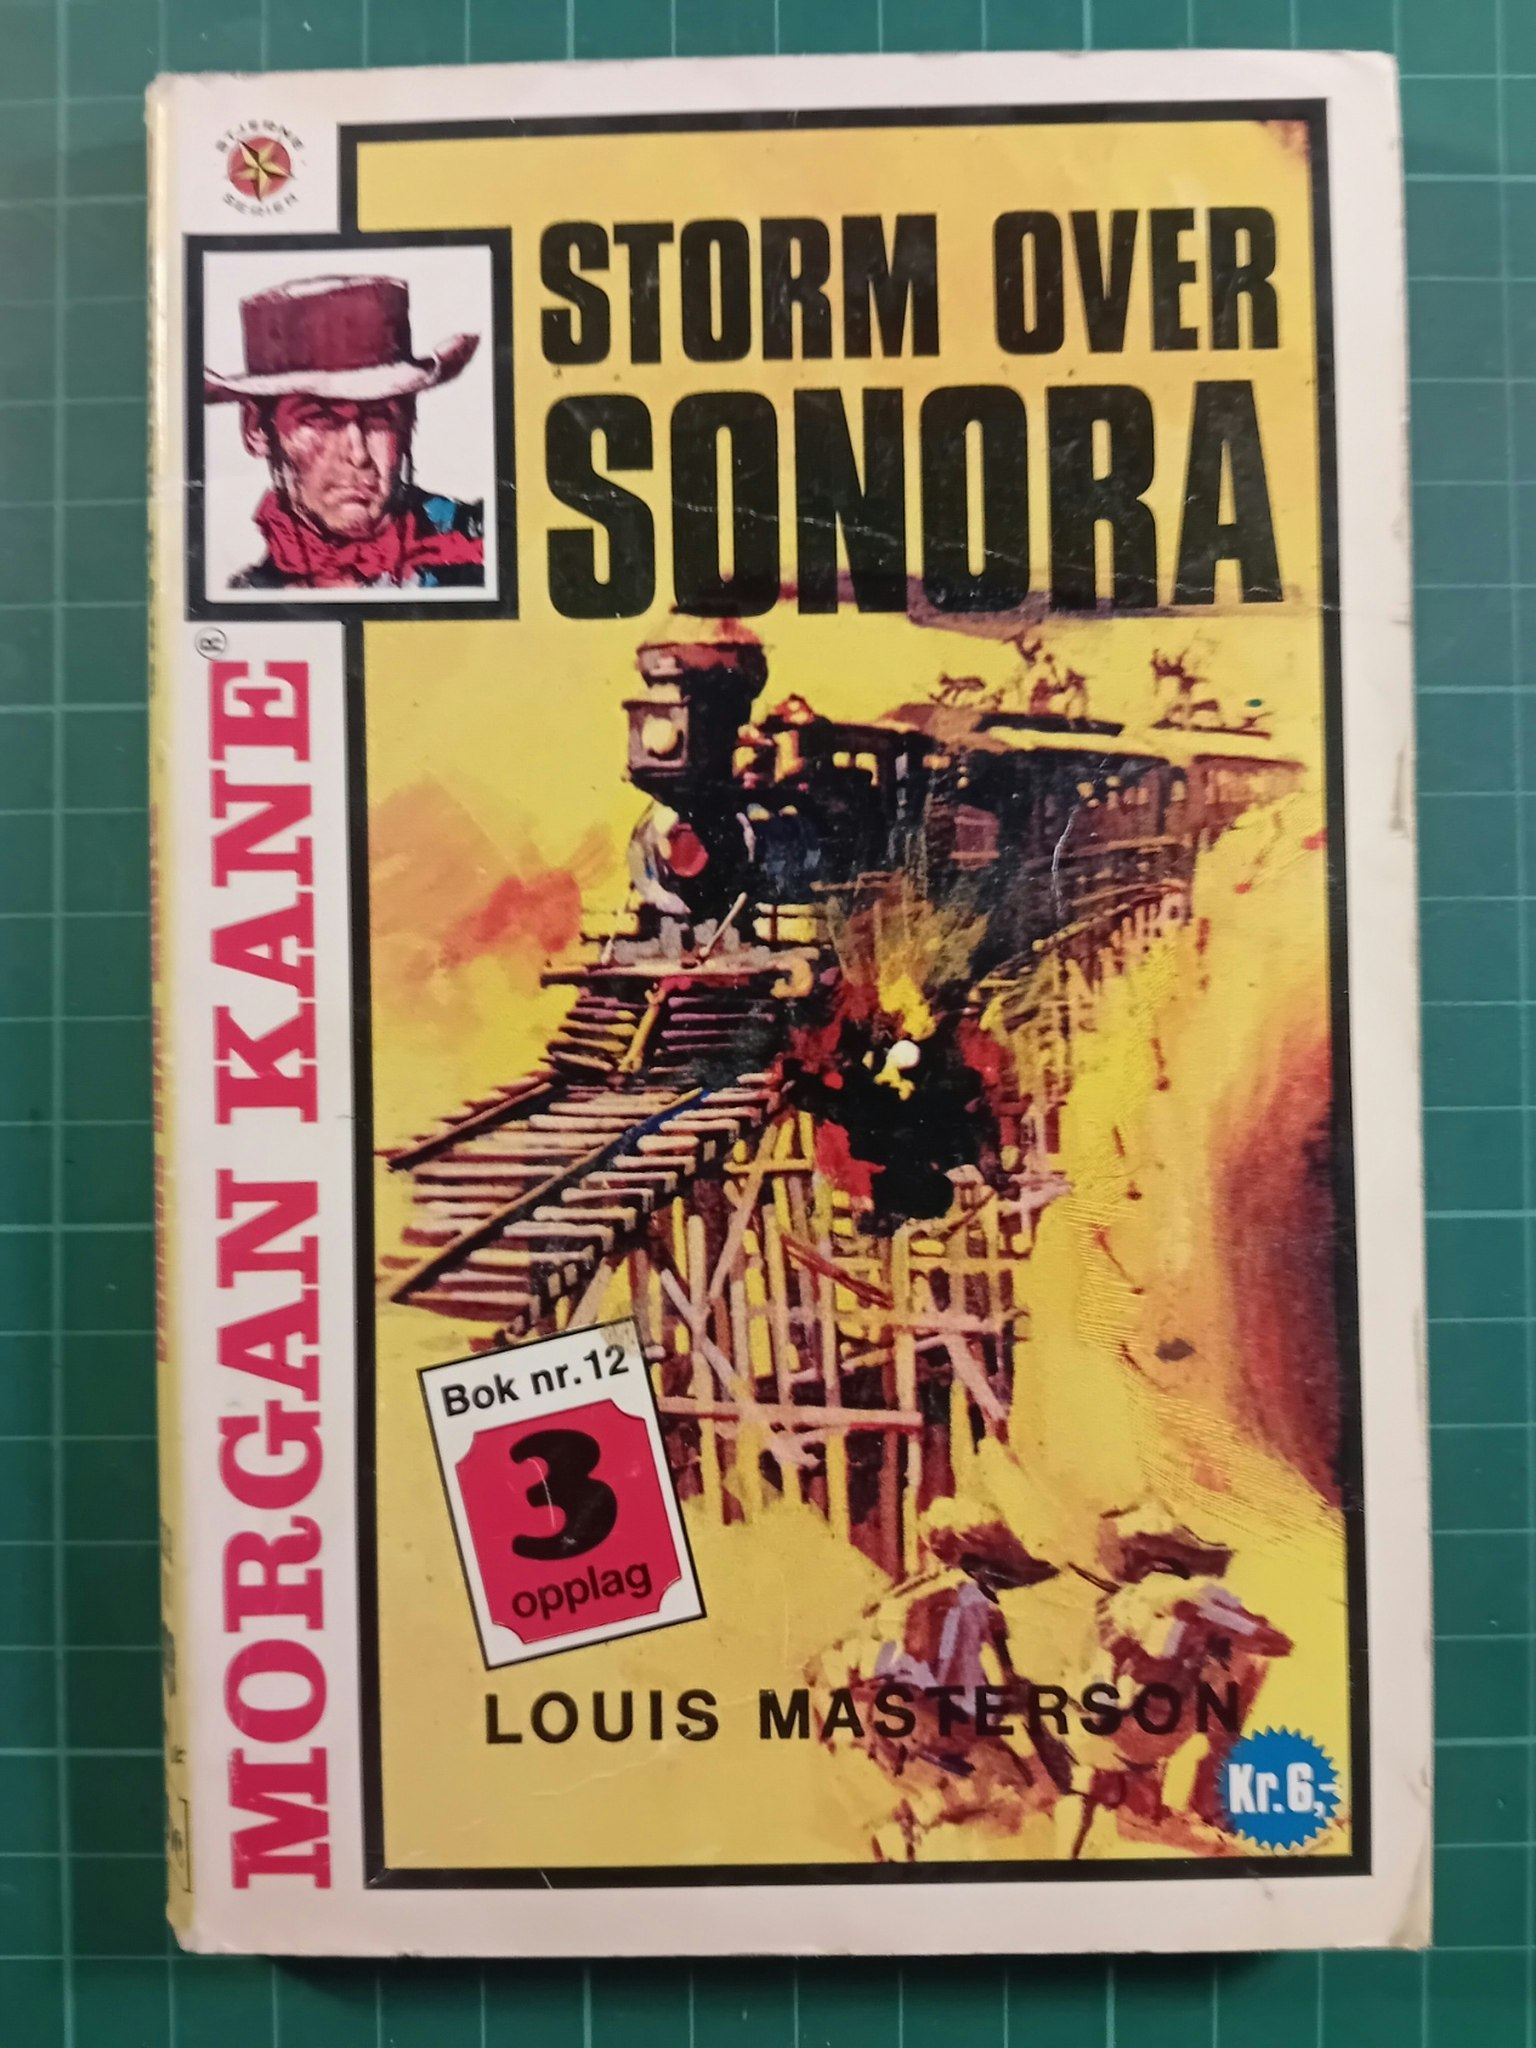 STJERNE
SERIEN
STORM OVER
SONORA
MORGAN KANE®
Bok nr. 12
3
opplag
LOUIS MASTERSON
Kr. 6,-